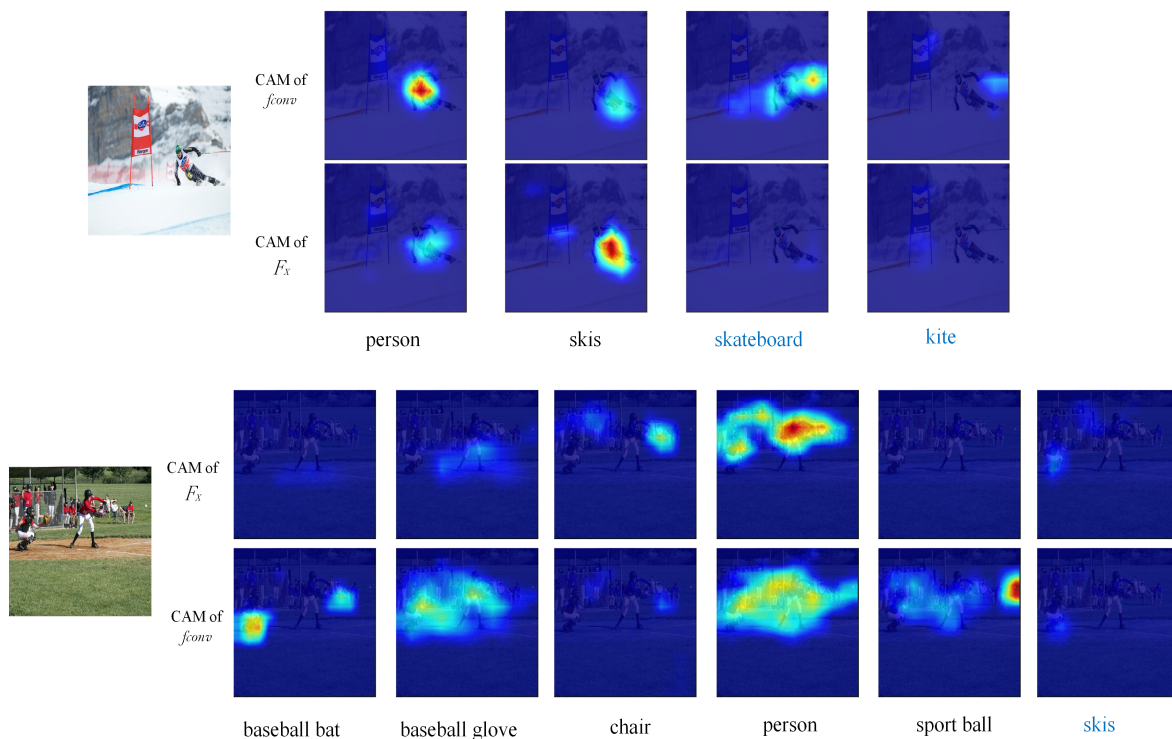 CAM of
fconv
CAM of
Fx
person skis skateboard kite
CAM of
Fx
CAM of
fconv
baseball bat baseball glove chair person sport ball skis